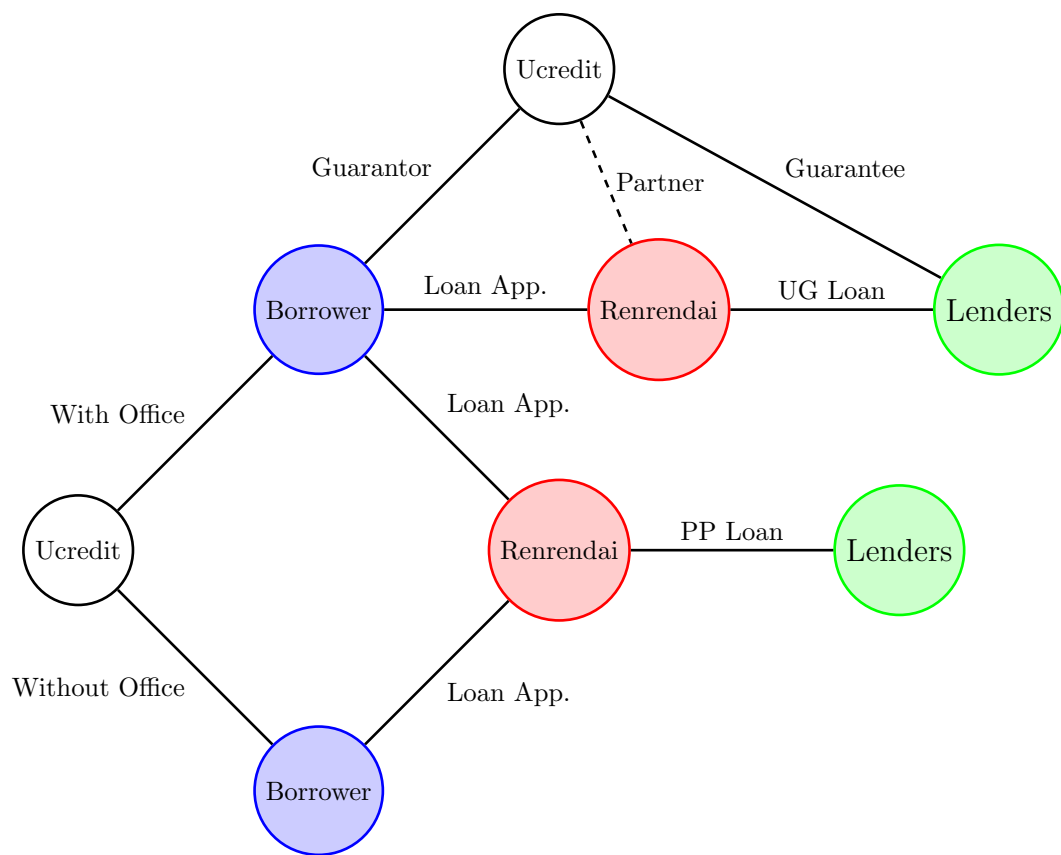 Ucredit
Guarantor
Guarantee
Partner
Loan App.
UG Loan
Borrower
Renrendai
Lenders
With Office
Loan App.
PP Loan
Ucredit
Renrendai
Lenders
Without Office
Loan App.
Borrower